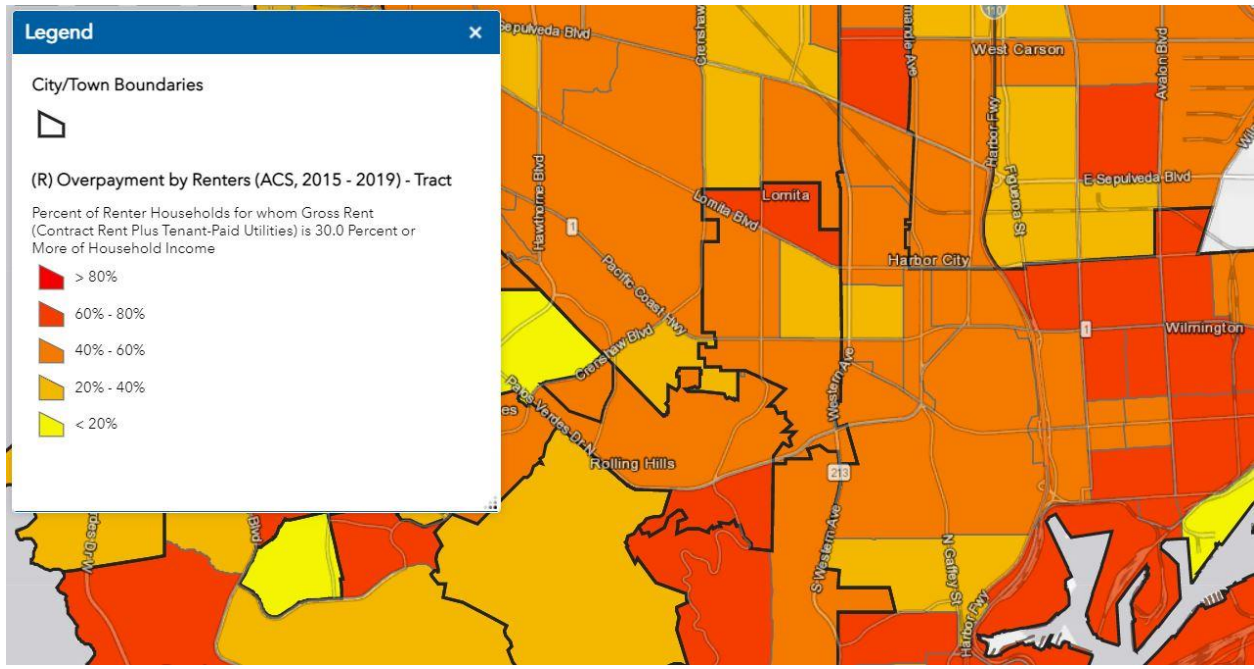 Legend
×
City/Town Boundaries
(R) Overpayment by Renters (ACS, 2015 - 2019) - Tract
Percent of Renter Households for whom Gross Rent
(Contract Rent Plus Tenant-Paid Utilities) is 30.0 Percent or
More of Household Income
> 80%
60% - 80%
40% - 60%
20% - 40%
< 20%
Sepulveda Blvd
Crenshaw
110
West Carson
Avalon Blvd
Harbor Fwy
Hawthorne Blvd
1
Lomita Blvd
Lomita
Figueroa St
E Sepulveda Blvd
Harbor City
Pacific Coast Hwy
Crenshaw Blvd
1
Wilmington
Palos Verdes Dr N
Western Ave
Rolling Hills
213
S Western Ave
N Gaffey St
Harbor Fwy
Blvd